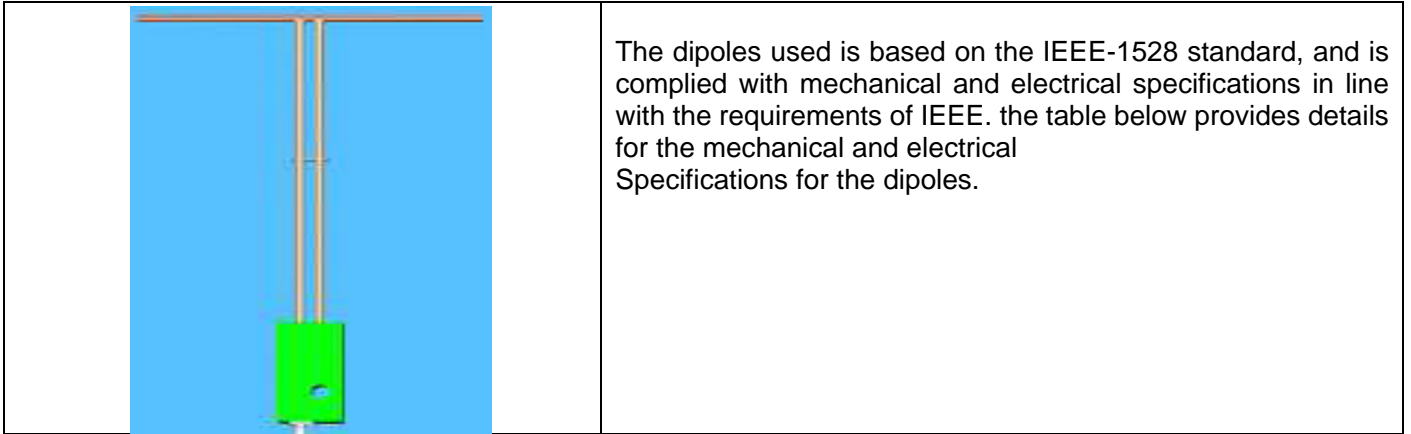 The dipoles used is based on the IEEE-1528 standard, and is
complied with mechanical and electrical specifications in line
with the requirements of IEEE. the table below provides details
for the mechanical and electrical
Specifications for the dipoles.